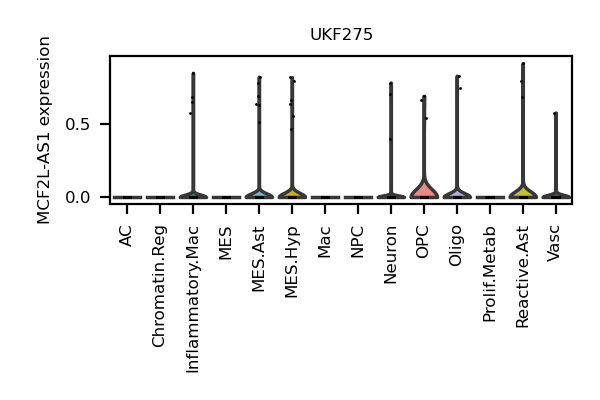 UKF275
MCF2L-AS1 expression
0.5
0.0
AC
Chromatin.Reg
Inflammatory.Mac
MES
MES.Ast
MES.Hyp
Mac
NPC
Neuron
OPC
Oligo
Prolif.Metab
Reactive.Ast
Vasc